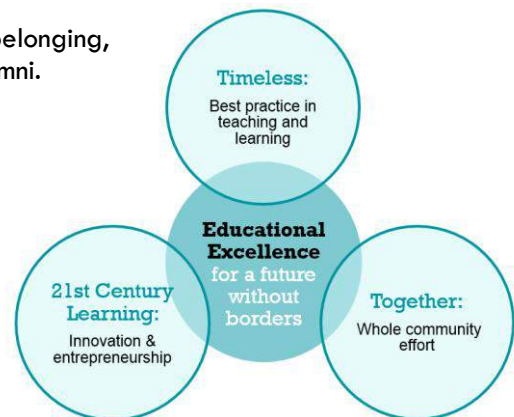 belonging,
mni.
Timeless:
Best practice in
teaching and
learning
Educational
Excellence
for a future
without
borders
21st Century
Learning:
Innovation &
entrepreneurship
Together:
Whole community
effort